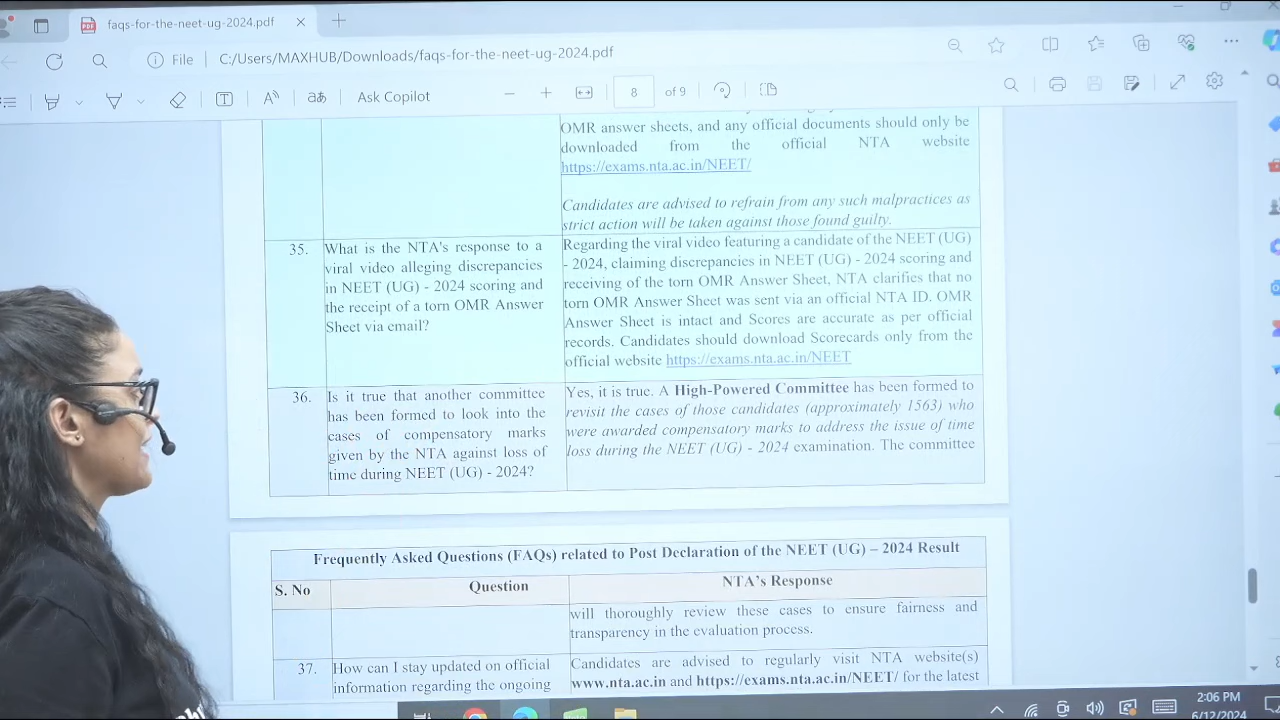 faqs-for-the-neet-ug-2024.pdf
File
C:/Users/MAXHUB/Downloads/faqs-for-the-neet-ug-2024.pdf
Ask Copilot
8
of 9
OMR answer sheets, and any official documents should only be
downloaded from the official NTA website
https://exams.nta.ac.in/NEET/
Candidates are advised to refrain from any such malpractices as
strict action will be taken against those found guilty.
35.
What is the NTA's response to a
viral video alleging discrepancies
in NEET (UG) - 2024 scoring and
the receipt of a torn OMR Answer
Sheet via email?
Regarding the viral video featuring a candidate of the NEET (UG)
- 2024, claiming discrepancies in NEET (UG) - 2024 scoring and
receiving of the torn OMR Answer Sheet, NTA clarifies that no
torn OMR Answer Sheet was sent via an official NTA ID. OMR
Answer Sheet is intact and Scores are accurate as per official
records. Candidates should download Scorecards only from the
official website https://exams.nta.ac.in/NEET
36.
Is it true that another committee
has been formed to look into the
cases of compensatory marks
given by the NTA against loss of
time during NEET (UG) - 2024?
Yes, it is true. A High-Powered Committee has been formed to
revisit the cases of those candidates (approximately 1563) who
were awarded compensatory marks to address the issue of time
loss during the NEET (UG) - 2024 examination. The committee
Frequently Asked Questions (FAQs) related to Post Declaration of the NEET (UG) – 2024 Result
S. No
Question
NTA's Response
will thoroughly review these cases to ensure fairness and
transparency in the evaluation process.
37.
How can I stay updated on official
information regarding the ongoing
Candidates are advised to regularly visit NTA website(s)
www.nta.ac.in and https://exams.nta.ac.in/NEET/ for the latest
2:06 PM
6/12/2024